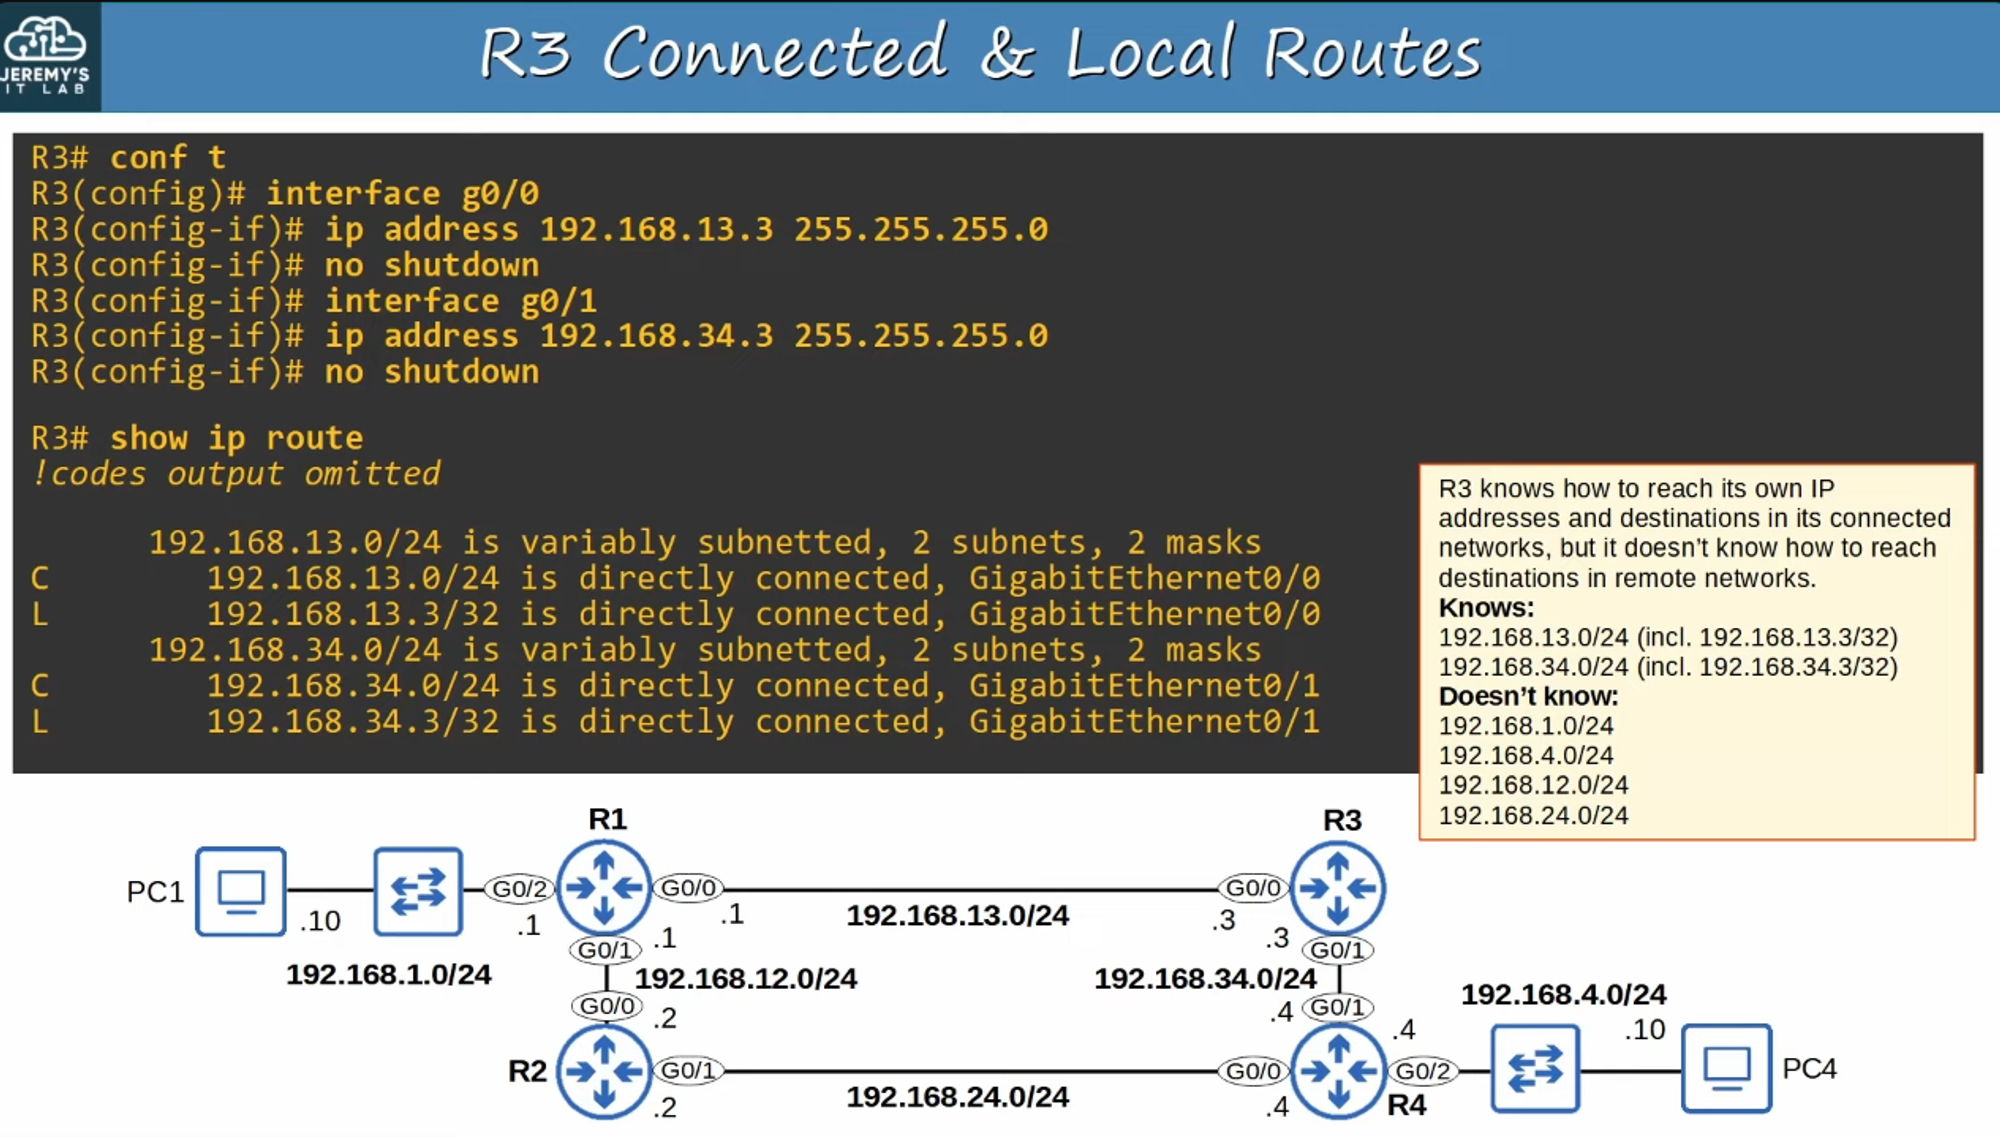 JEREMY'S
IT LAB
R3 Connected & Local Routes
R3# conf t
R3(config)# interface g0/0
R3(config-if)# ip address 192.168.13.3 255.255.255.0
R3(config-if)# no shutdown
R3(config-if)# interface g0/1
R3(config-if)# ip address 192.168.34.3 255.255.255.0
R3(config-if)# no shutdown
R3# show ip route
!codes output omitted
192.168.13.0/24 is variably subnetted, 2 subnets, 2 masks
C 192.168.13.0/24 is directly connected, GigabitEthernet0/0
L 192.168.13.3/32 is directly connected, GigabitEthernet0/0
192.168.34.0/24 is variably subnetted, 2 subnets, 2 masks
C 192.168.34.0/24 is directly connected, GigabitEthernet0/1
L 192.168.34.3/32 is directly connected, GigabitEthernet0/1
R3 knows how to reach its own IP
addresses and destinations in its connected
networks, but it doesn't know how to reach
destinations in remote networks.
Knows:
192.168.13.0/24 (incl. 192.168.13.3/32)
192.168.34.0/24 (incl. 192.168.34.3/32)
Doesn't know:
192.168.1.0/24
192.168.4.0/24
192.168.12.0/24
192.168.24.0/24
R1
R3
PC1
G0/2
G0/0
G0/0
.10
.1
.1
192.168.13.0/24
.3
.1
.3
G0/1
G0/1
192.168.1.0/24
192.168.12.0/24
192.168.34.0/24
192.168.4.0/24
G0/0
.2
.4
G0/1
.4
.10
R2
G0/1
G0/0
G0/2
PC4
.2
192.168.24.0/24
.4
R4